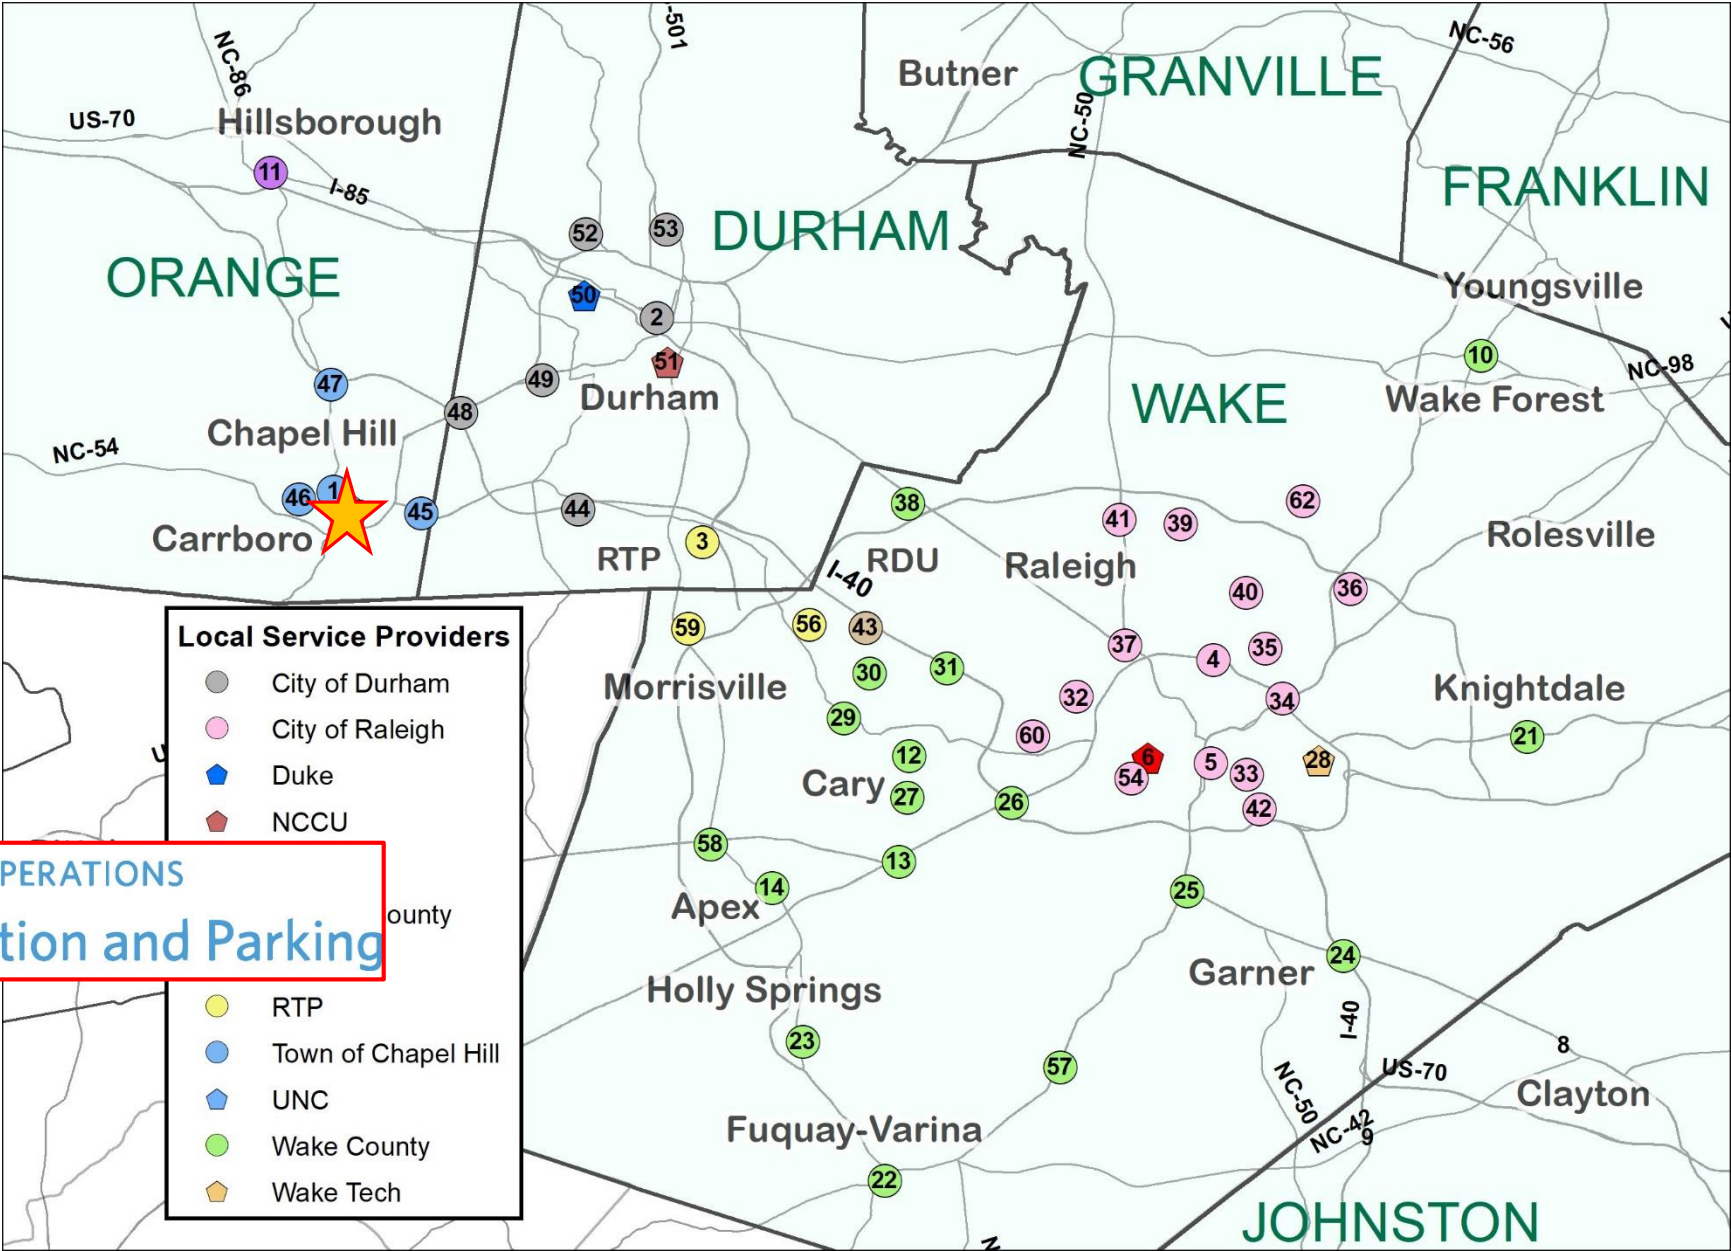 NC-86
-501
Butner
GRANVILLE
NC-56
US-70
Hillsborough
NC-50
11
I-85
FRANKLIN
52
53
DURHAM
ORANGE
50
Youngsville
2
51
10
NC-98
47
49
Durham
WAKE
Wake Forest
48
Chapel Hill
NC-54
46
1
45
44
38
41
39
62
Carrboro
3
RTP
RDU
Raleigh
Rolesville
I-40
40
36
59
56
43
37
4
35
30
31
Morrisville
32
34
Knightdale
29
60
21
12
6
5
28
Cary
54
33
27
26
42
58
13
14
Apex
25
24
Garner
Holly Springs
I-40
23
57
8
US-70
NC-50
Clayton
NC-42
9
Fuquay-Varina
22
JOHNSTON
Local Service Providers
City of Durham
City of Raleigh
Duke
NCCU
PERATIONS
ounty
tion and Parking
RTP
Town of Chapel Hill
UNC
Wake County
Wake Tech